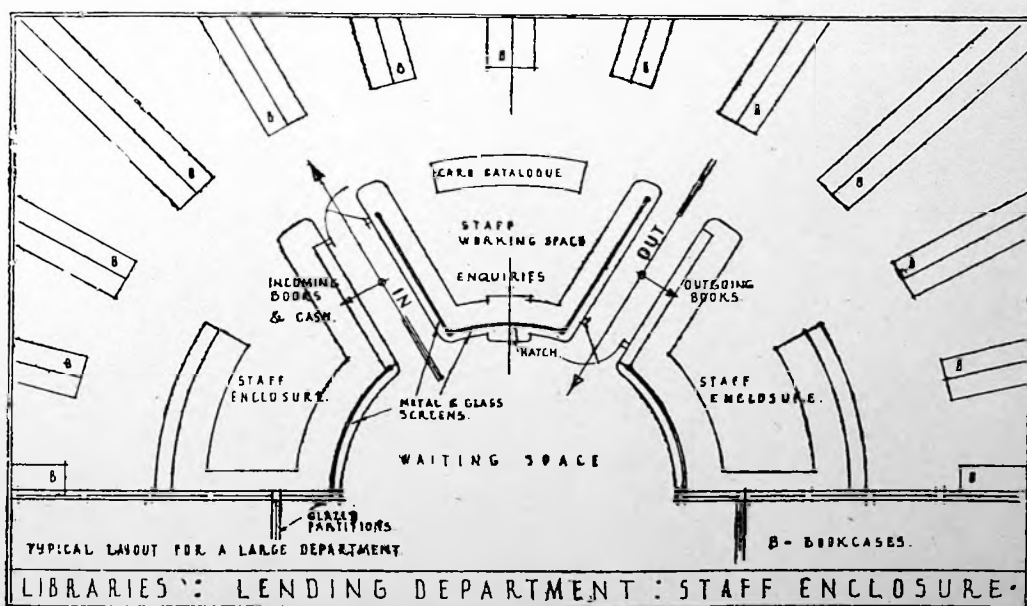 B
B
B
B
B
B
B
B
B
B
B
B
B
CARD CATALOGUE
STAFF
WORKING SPACE
ENQUIRIES
INCOMING
BOOKS
& CASH.
IN
OUT
OUTGOING
BOOKS.
HATCH
STAFF
ENCLOSURE.
STAFF
ENCLOSURE.
METAL & GLASS
SCREENS.
WAITING SPACE
GLAZED
PARTITIONS.
TYPICAL LAYOUT FOR A LARGE DEPARTMENT.
B - BOOKCASES.
LIBRARIES : LENDING DEPARTMENT : STAFF ENCLOSURE.